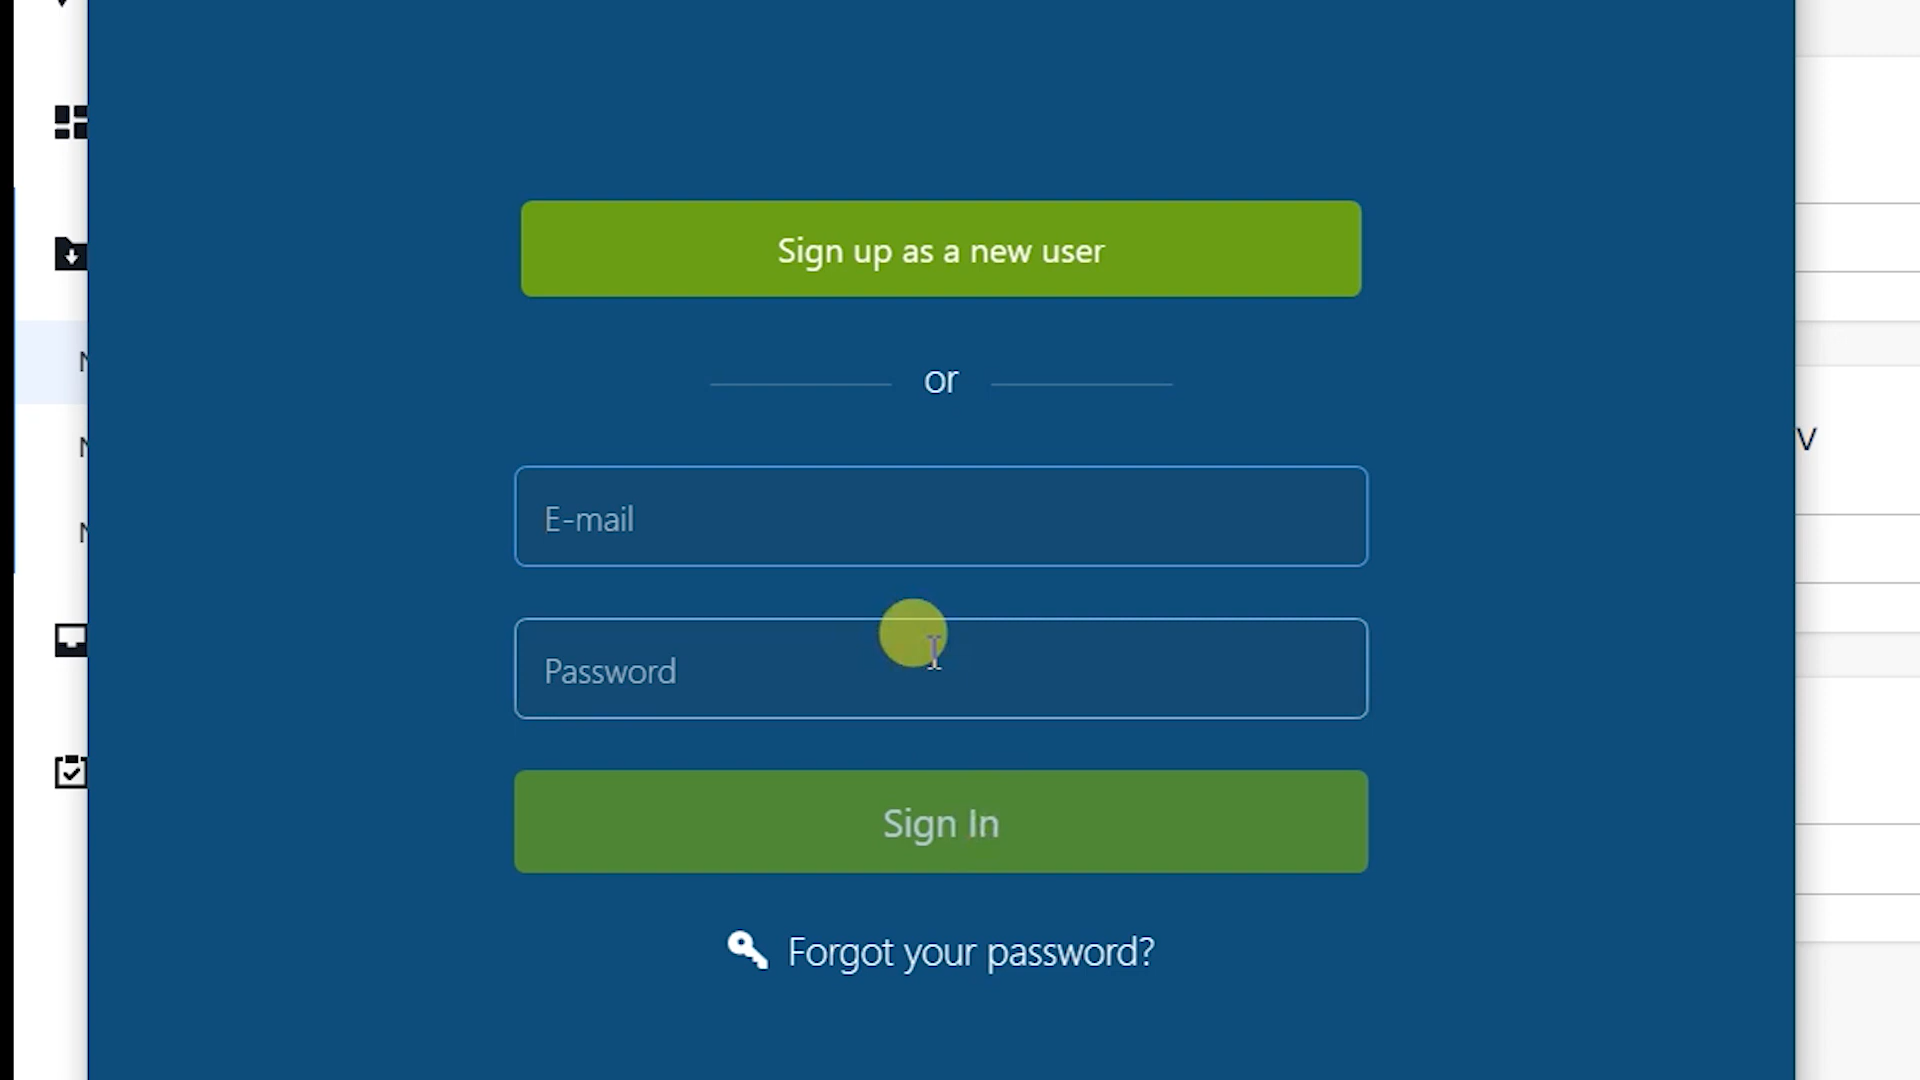 Sign up as a new user
or
E-mail
Password
Sign In
Forgot your password?
V